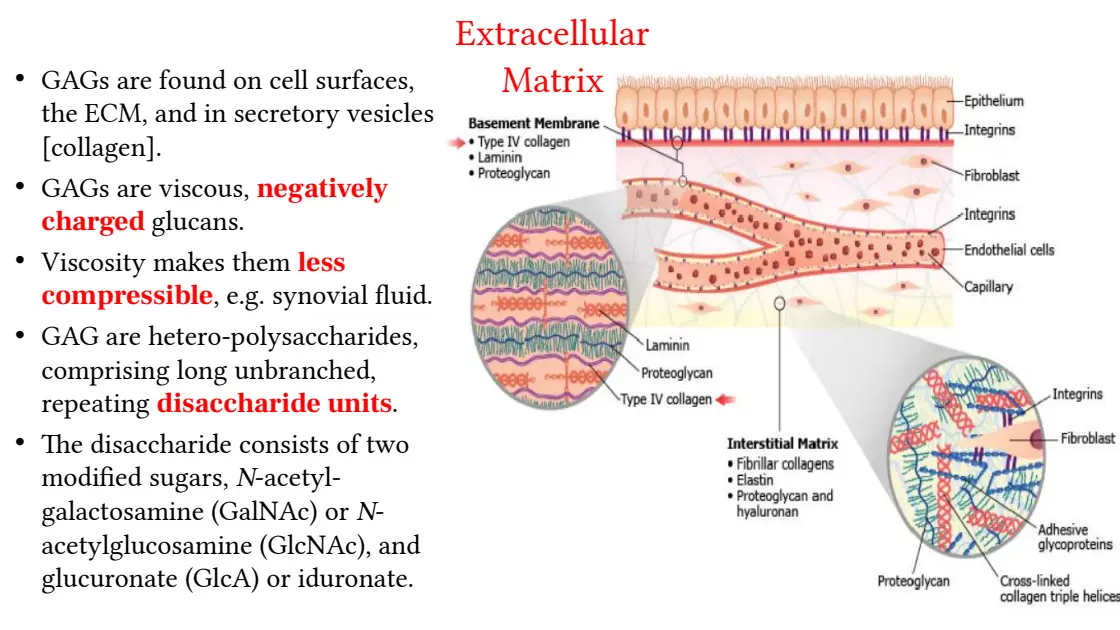 Extracellular
Matrix
• GAGs are found on cell surfaces,
the ECM, and in secretory vesicles
[collagen].
• GAGs are viscous, negatively
charged glucans.
• Viscosity makes them less
compressible, e.g. synovial fluid.
• GAG are hetero-polysaccharides,
comprising long unbranched,
repeating disaccharide units.
• The disaccharide consists of two
modified sugars, N-acetyl-
galactosamine (GalNAc) or N-
acetylglucosamine (GlcNAc), and
glucuronate (GlcA) or iduronate.
Basement Membrane
• Type IV collagen
• Laminin
• Proteoglycan
Epithelium
Integrins
Fibroblast
Integrins
Endothelial cells
Capillary
Laminin
Proteoglycan
Type IV collagen
Interstitial Matrix
• Fibrillar collagens
• Elastin
• Proteoglycan and
hyaluronan
Integrins
Fibroblast
Adhesive
glycoproteins
Proteoglycan
Cross-linked
collagen triple helices